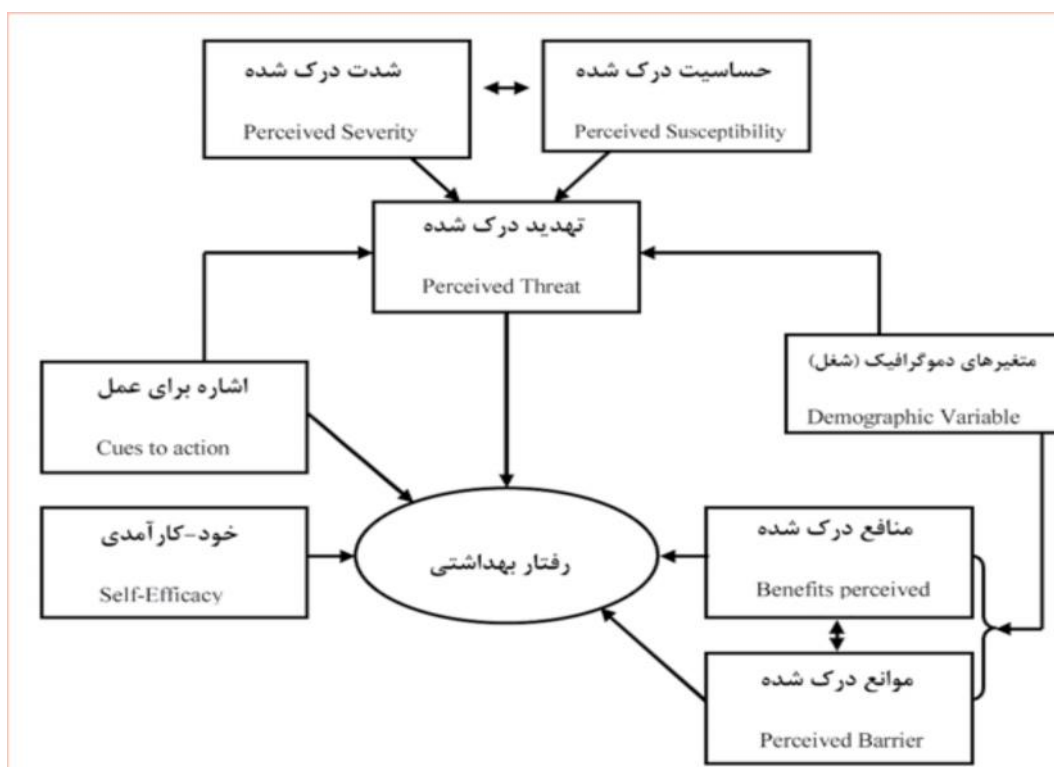 شدت درک شده
Perceived Severity
حساسیت درک شده
Perceived Susceptibility
تهدید درک شده
Perceived Threat
اشاره برای عمل
Cues to action
متغیرهای دموگرافیک (شغل)
Demographic Variable
خود-کارآمدی
Self-Efficacy
رفتار بهداشتی
منافع درک شده
Benefits perceived
موانع درک شده
Perceived Barrier